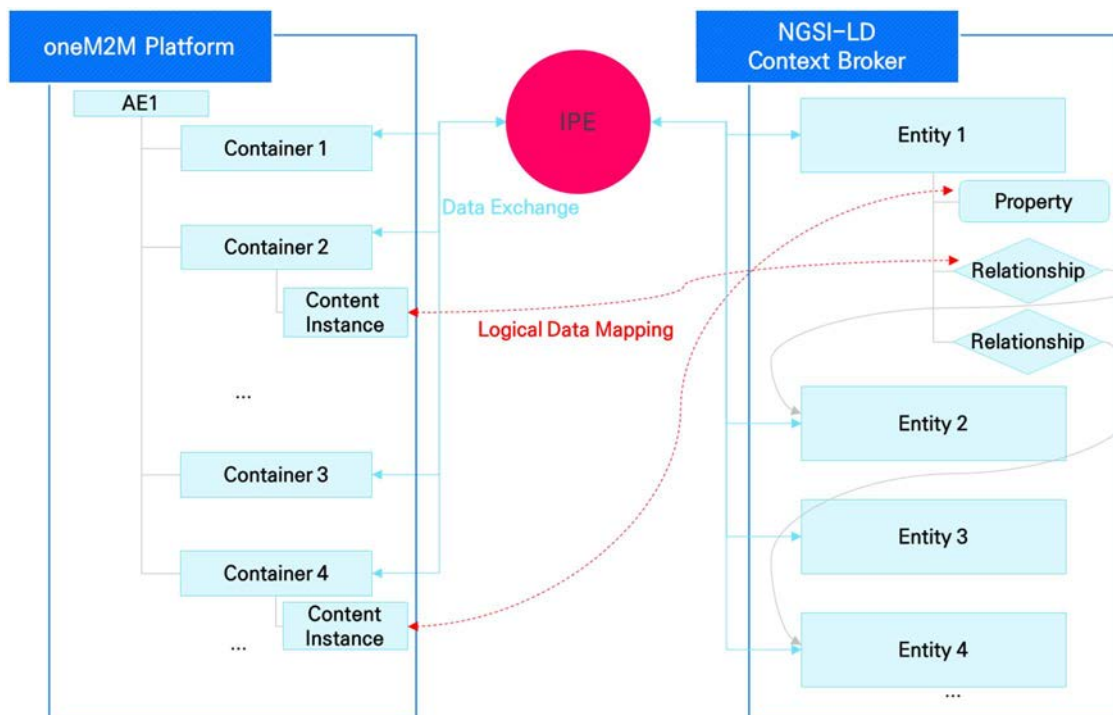 oneM2M Platform
AE1
Container 1
Container 2
Content
Instance
...
Container 3
Container 4
Content
Instance
...
IPE
Data Exchange
Logical Data Mapping
NGSI-LD
Context Broker
Entity 1
Property
Relationship
Relationship
Entity 2
Entity 3
Entity 4
...